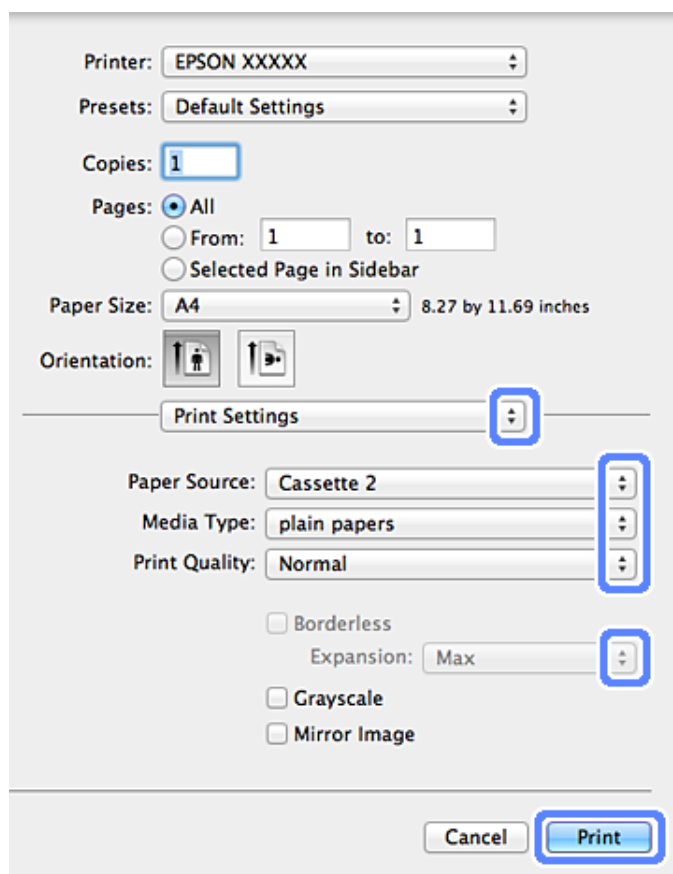 Printer: EPSON XXXXX
Presets: Default Settings
Copies: 1
Pages: All
From: 1 to: 1
Selected Page in Sidebar
Paper Size: A4 8.27 by 11.69 inches
Orientation:
Print Settings
Paper Source: Cassette 2
Media Type: plain papers
Print Quality: Normal
Borderless
Expansion: Max
Grayscale
Mirror Image
Cancel Print